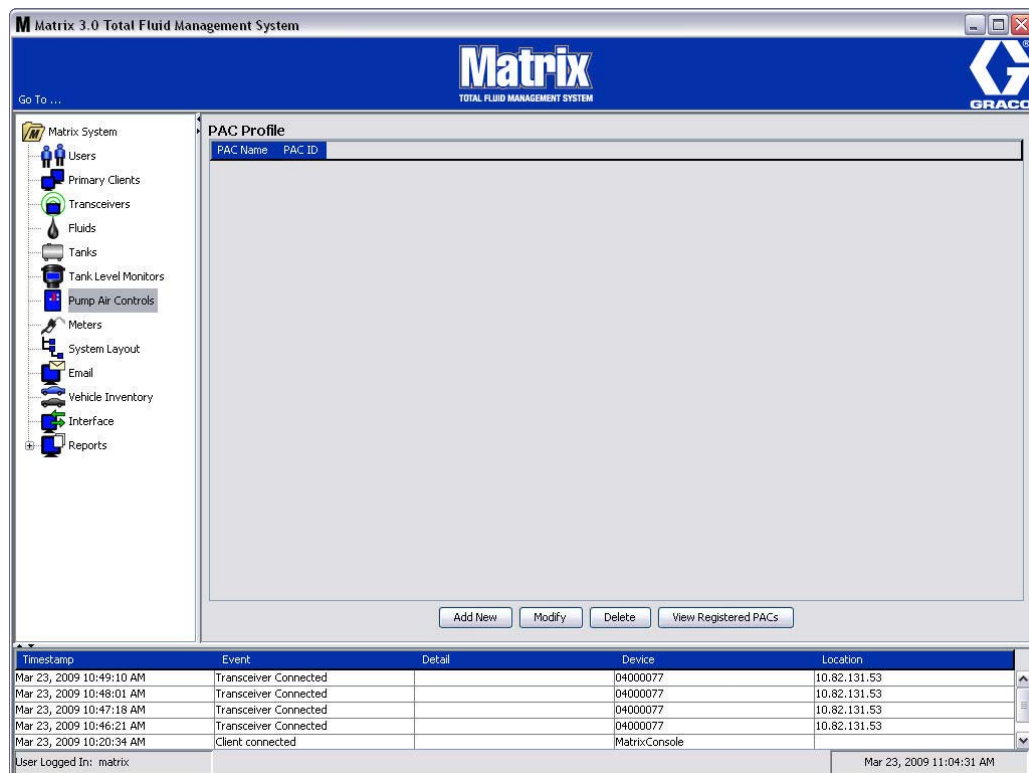 M Matrix 3.0 Total Fluid Management System
Matrix
TOTAL FLUID MANAGEMENT SYSTEM
®
GRACO
Go To ...
Matrix System
Users
Primary Clients
Transceivers
Fluids
Tanks
Tank Level Monitors
Pump Air Controls
Meters
System Layout
Email
Vehicle Inventory
Interface
Reports
PAC Profile
PAC Name PAC ID
Add New Modify Delete View Registered PACs
Timestamp Event Detail Device Location
Mar 23, 2009 10:49:10 AM Transceiver Connected 04000077 10.82.131.53
Mar 23, 2009 10:48:01 AM Transceiver Connected 04000077 10.82.131.53
Mar 23, 2009 10:47:18 AM Transceiver Connected 04000077 10.82.131.53
Mar 23, 2009 10:46:21 AM Transceiver Connected 04000077 10.82.131.53
Mar 23, 2009 10:20:34 AM Client connected MatrixConsole
User Logged In: matrix Mar 23, 2009 11:04:31 AM